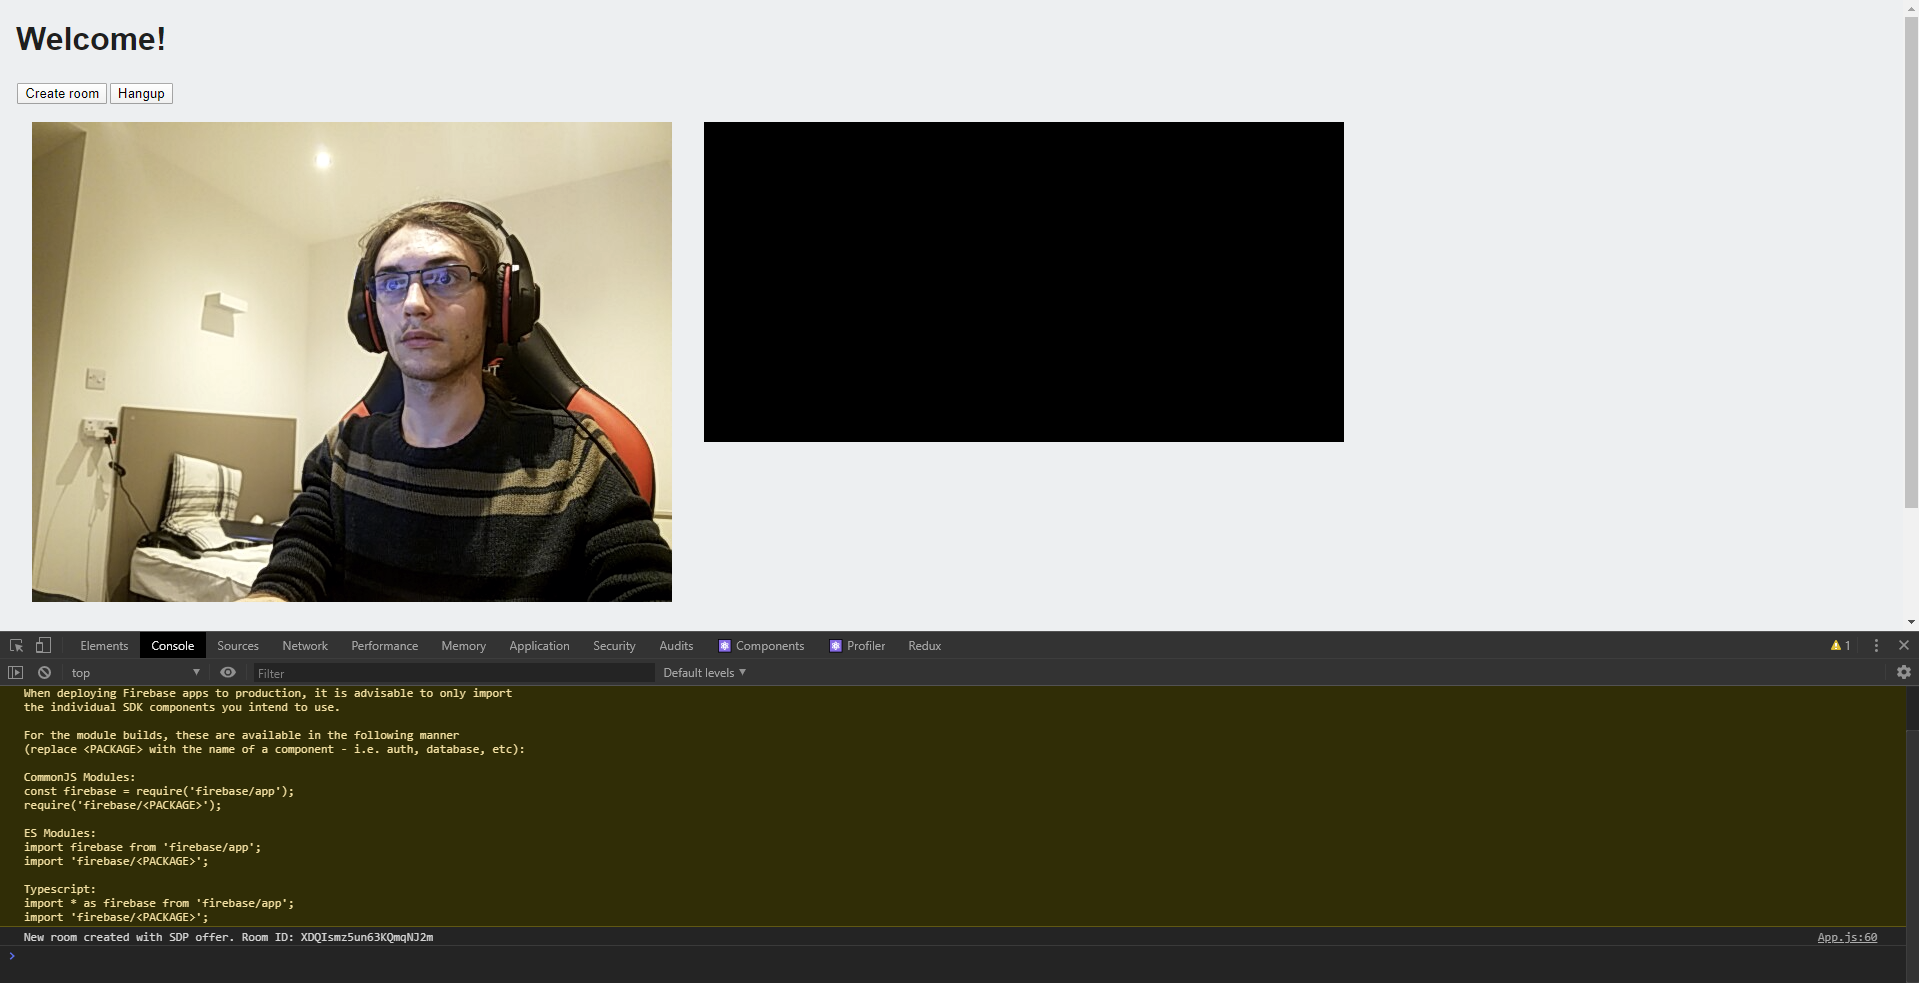 Welcome!
Create room Hangup
Elements Console Sources Network Performance Memory Application Security Audits Components Profiler Redux 1
top Filter Default levels
When deploying Firebase apps to production, it is advisable to only import
the individual SDK components you intend to use.
For the module builds, these are available in the following manner
(replace <PACKAGE> with the name of a component - i.e. auth, database, etc):
CommonJS Modules:
const firebase = require('firebase/app');
require('firebase/<PACKAGE>');
ES Modules:
import firebase from 'firebase/app';
import 'firebase/<PACKAGE>';
Typescript:
import * as firebase from 'firebase/app';
import 'firebase/<PACKAGE>';
New room created with SDP offer. Room ID: XDQIsmz5un63KQmqNJ2m App.js:60